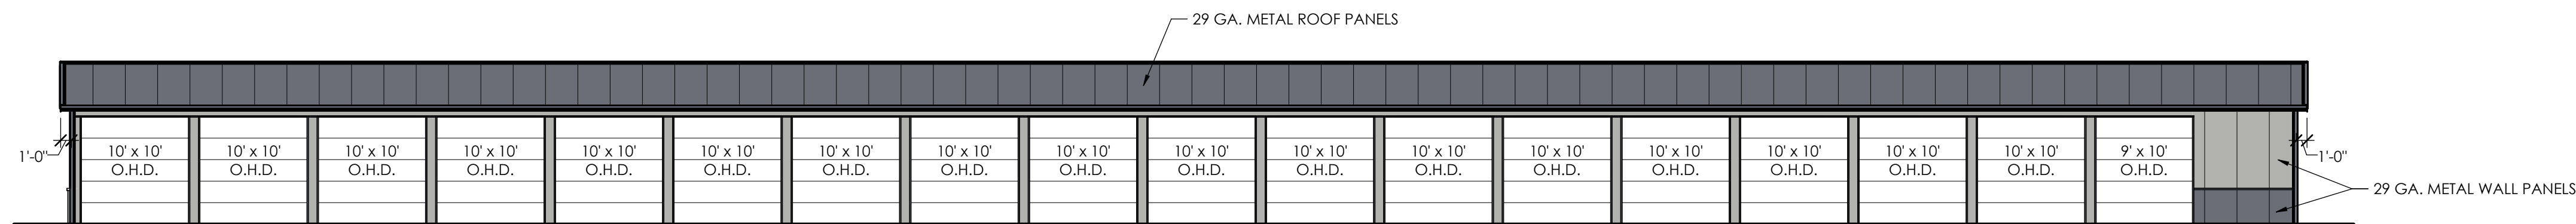 29 GA. METAL ROOF PANELS
1'-0"
10' x 10'
O.H.D.
10' x 10'
O.H.D.
10' x 10'
O.H.D.
10' x 10'
O.H.D.
10' x 10'
O.H.D.
10' x 10'
O.H.D.
10' x 10'
O.H.D.
10' x 10'
O.H.D.
10' x 10'
O.H.D.
10' x 10'
O.H.D.
10' x 10'
O.H.D.
10' x 10'
O.H.D.
10' x 10'
O.H.D.
10' x 10'
O.H.D.
10' x 10'
O.H.D.
10' x 10'
O.H.D.
10' x 10'
O.H.D.
9' x 10'
O.H.D.
1'-0"
29 GA. METAL WALL PANELS